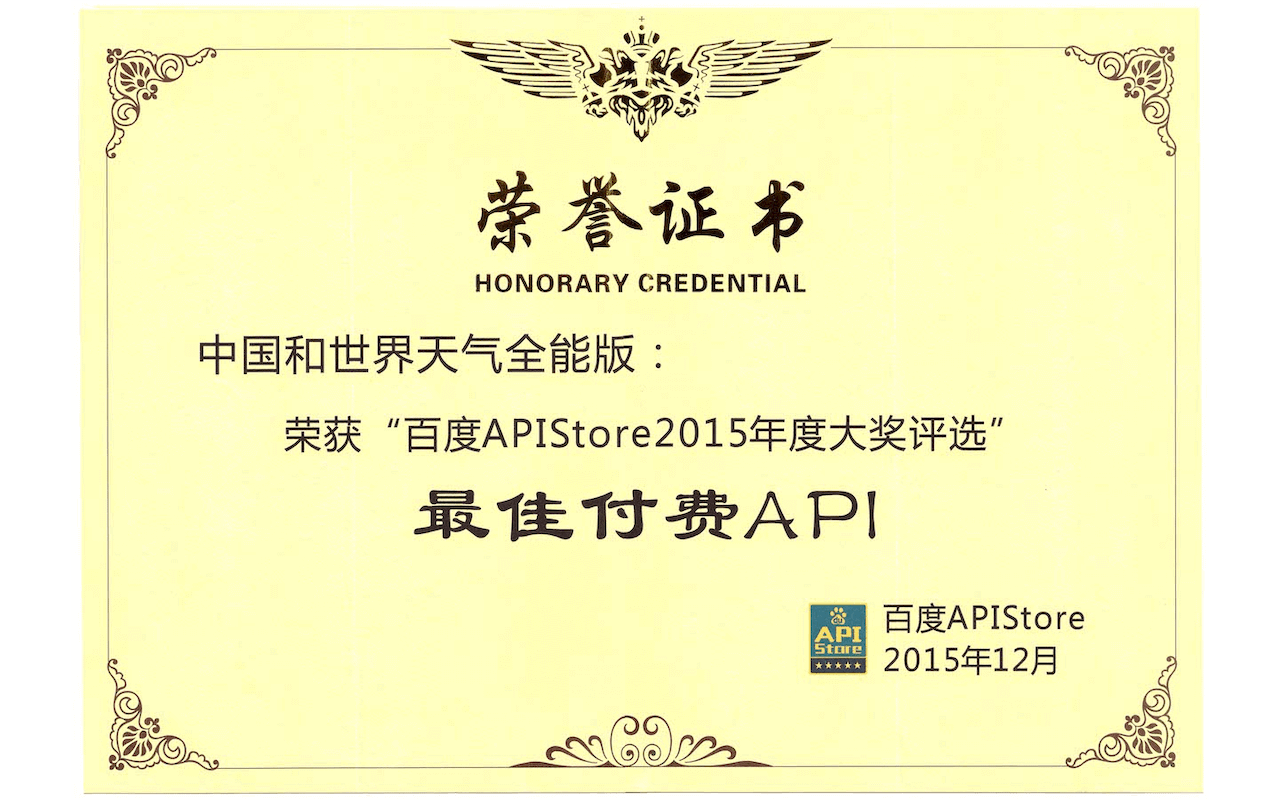 荣誉证书
HONORARY CREDENTIAL
中国和世界天气全能版：
荣获“百度APIStore2015年度大奖评选”
最佳付费API
du
API
Store
百度APIStore
2015年12月